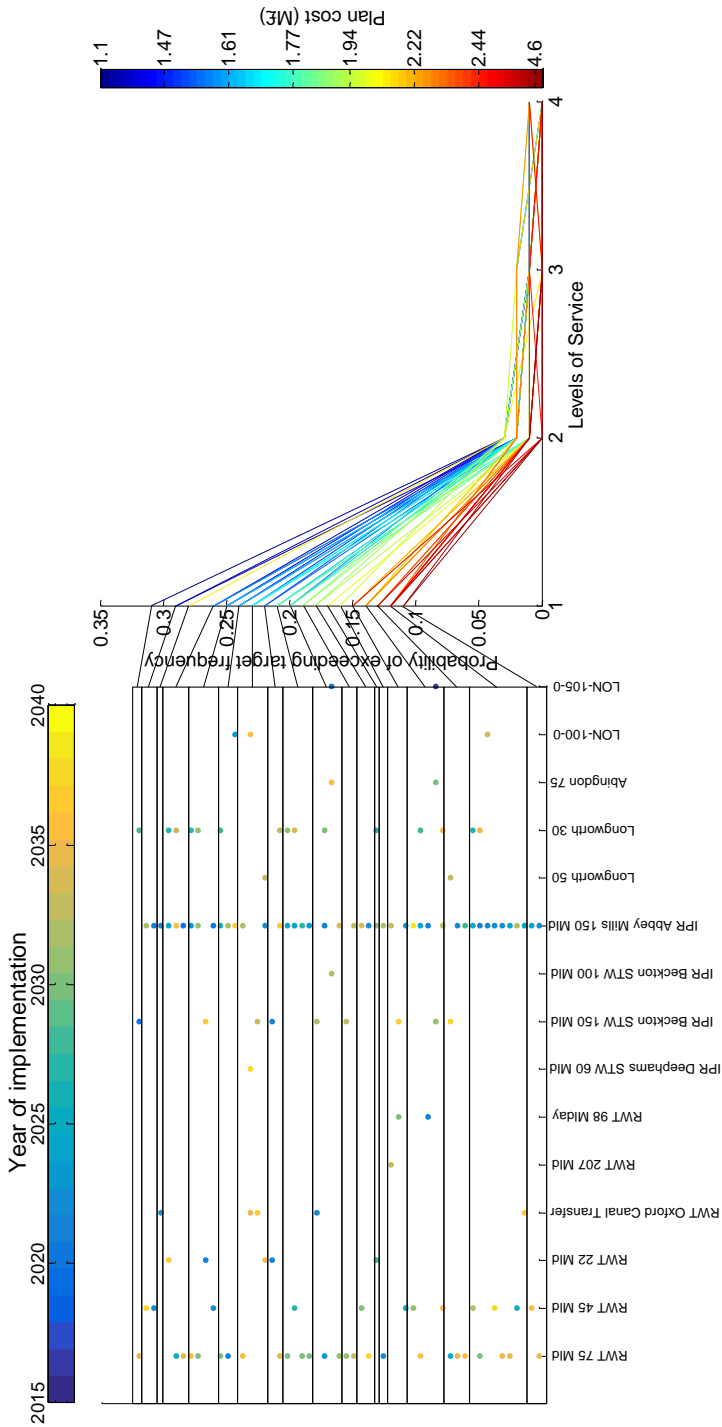 Year of implementation
2015
2020
2025
2030
2035
2040
RWT 75 Mld
RWT 45 Mld
RWT 22 Mld
RWT Oxford Canal Transfer
RWT 207 Mld
RWT 98 Mlday
IPR Deephams STW 60 Mld
IPR Beckton STW 150 Mld
IPR Beckton STW 100 Mld
IPR Abbey Mills 150 Mld
Longworth 50
Longworth 30
Abingdon 75
LON-100-0
LON-105-0
Probability of exceeding target frequency
0.35
0.3
0.25
0.2
0.15
0.1
0.05
0
1
2
3
4
Levels of Service
1.1
1.47
1.61
1.77
1.94
2.22
2.44
4.6
Plan cost (M£)